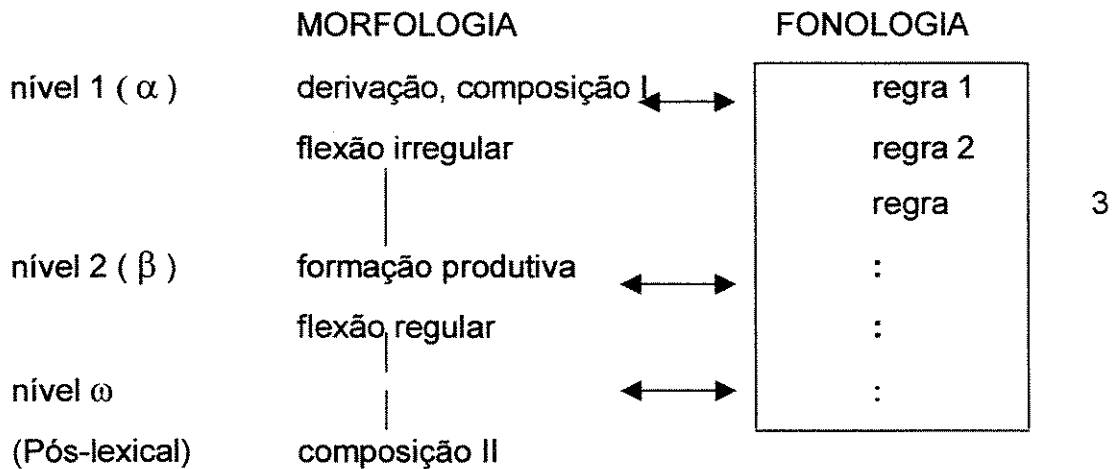 MORFOLOGIA FONOLOGIA
nível 1 ( α ) derivação, composição I regra 1
flexão irregular regra 2
regra 3
nível 2 ( β ) formação produtiva :
flexão regular :
nível ω :
(Pós-lexical) composição II